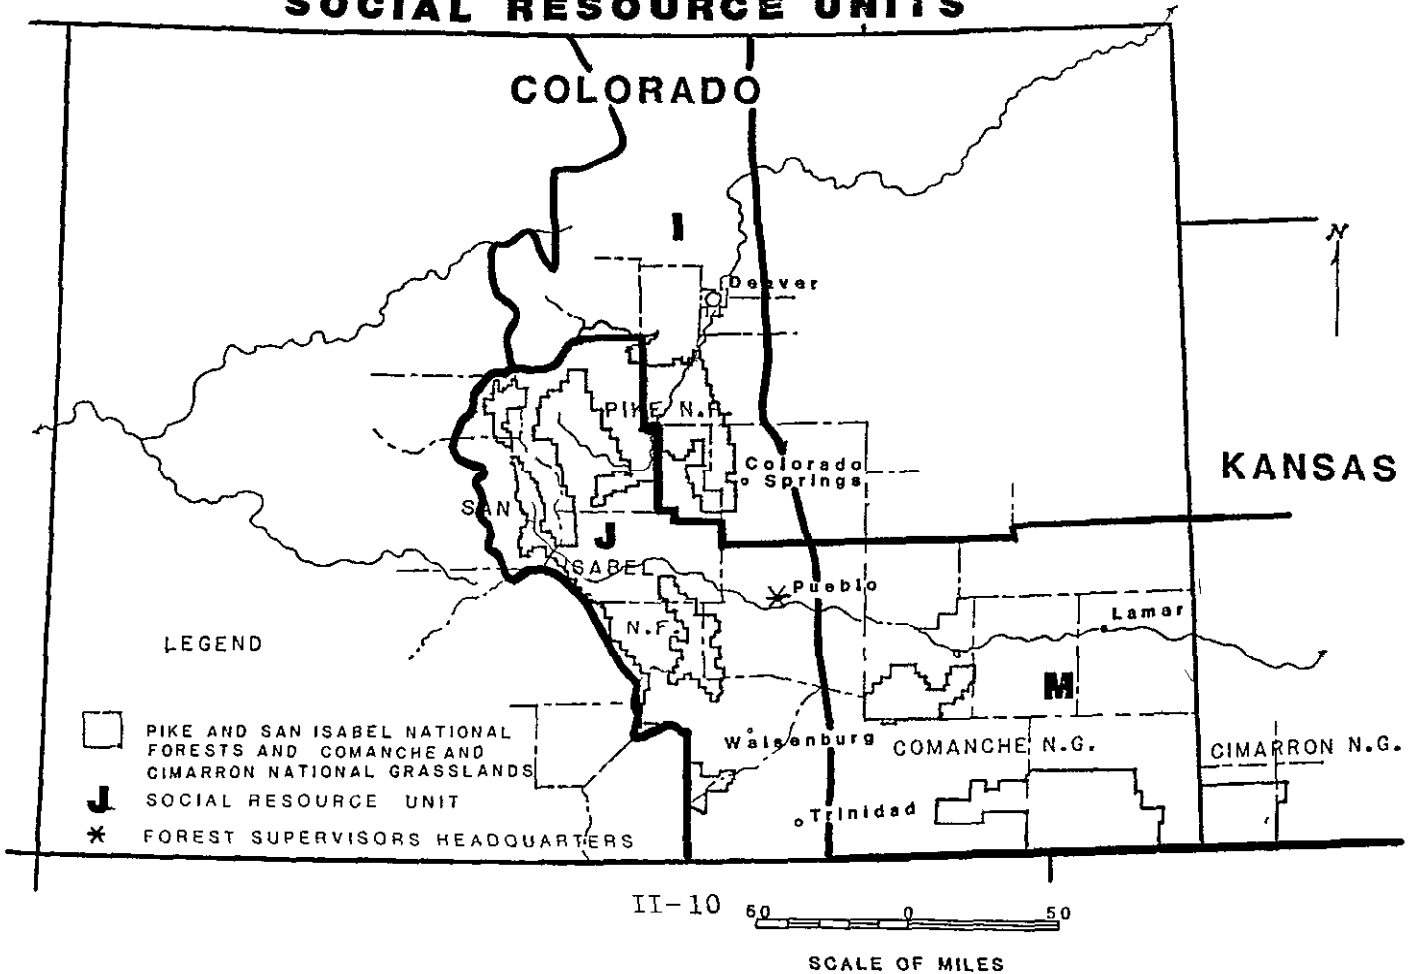 SOCIAL RESOURCE UNITS
COLORADO
I
N
Denver
PIKE N.F.
Colorado
Springs
KANSAS
SAN
J
ISABEL
Pueblo
Lamar
N.F.
LEGEND
M
PIKE AND SAN ISABEL NATIONAL
FORESTS AND COMANCHE AND
CIMARRON NATIONAL GRASSLANDS
Walsenburg
COMANCHE N.G.
CIMARRON N.G.
J SOCIAL RESOURCE UNIT
Trinidad
* FOREST SUPERVISORS HEADQUARTERS
II-10
50 0 50
SCALE OF MILES